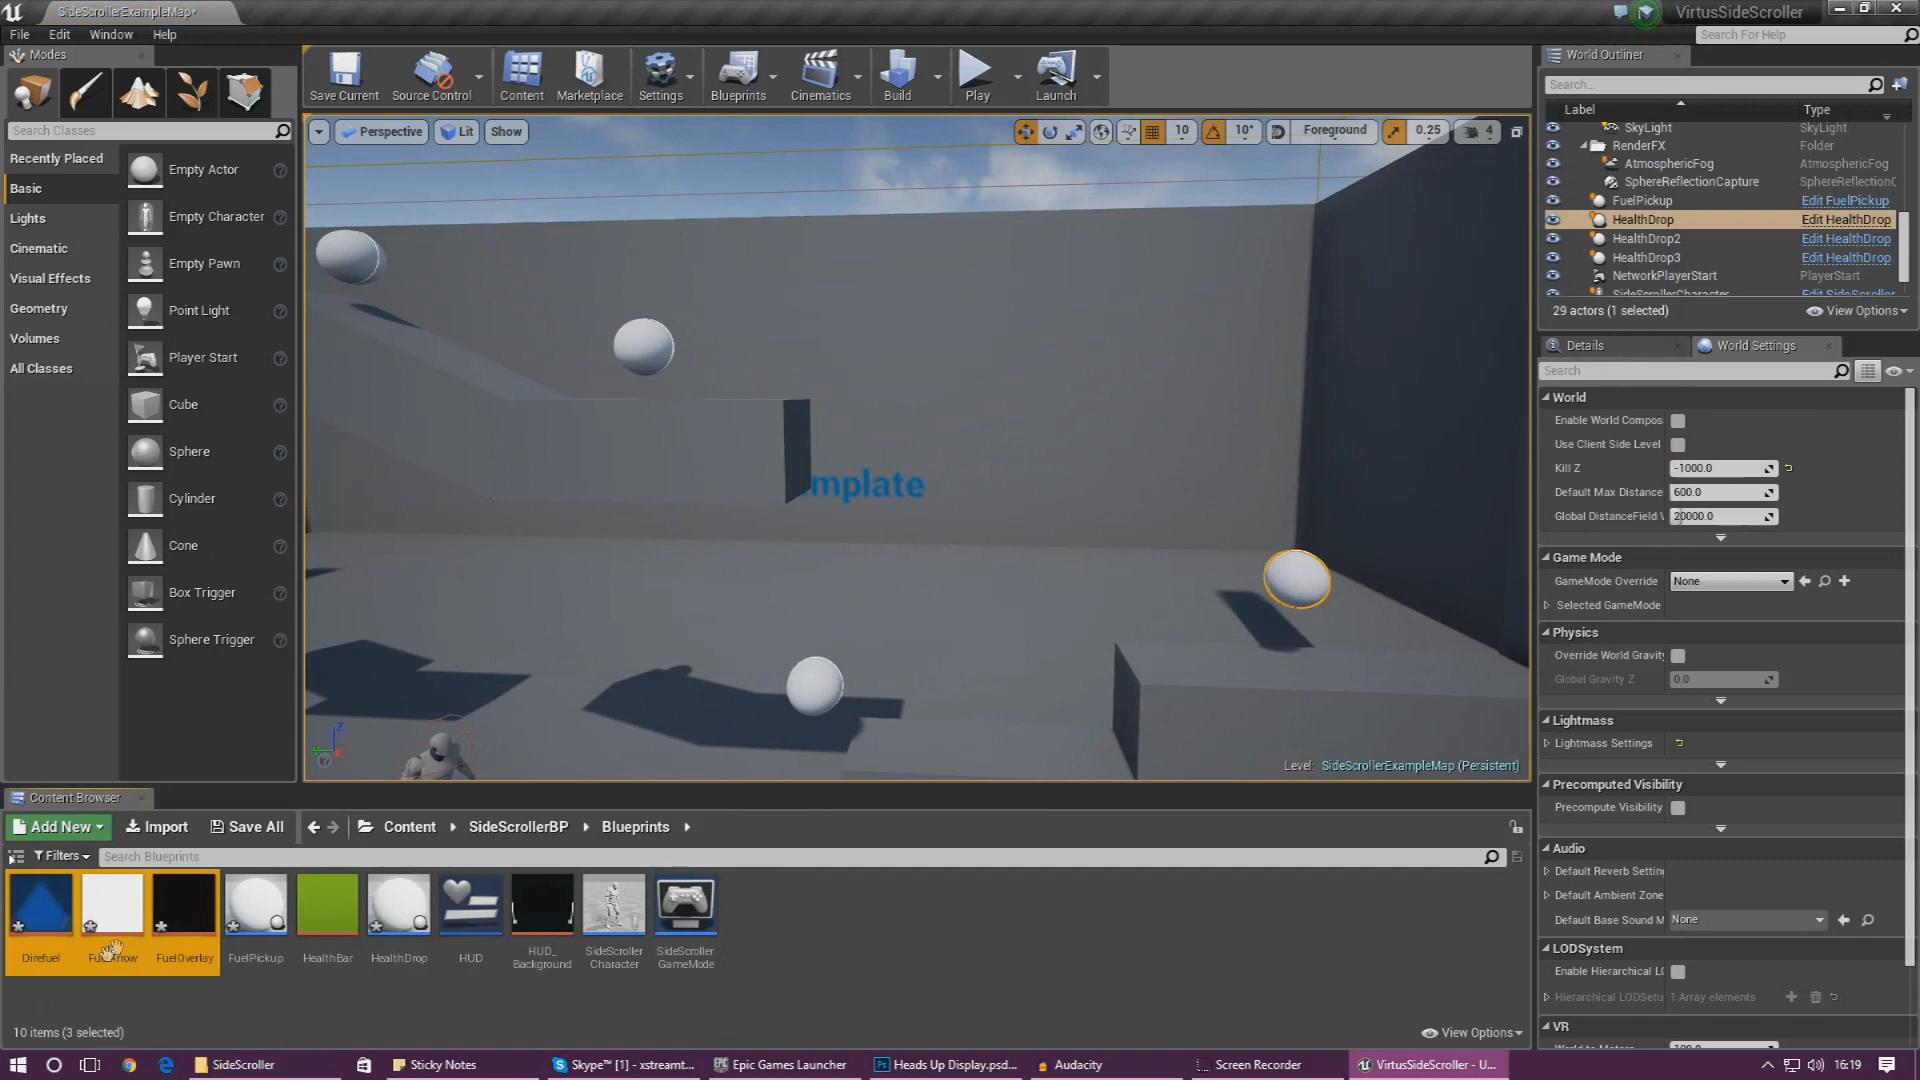 SideScrollerExampleMap*
VirtusSideScroller
File Edit Window Help
Search For Help
Modes
Search Classes
Recently Placed
Basic
Lights
Cinematic
Visual Effects
Geometry
Volumes
All Classes
Empty Actor
Empty Character
Empty Pawn
Point Light
Player Start
Cube
Sphere
Cylinder
Cone
Box Trigger
Sphere Trigger
Save Current
Source Control
Content
Marketplace
Settings
Blueprints
Cinematics
Build
Play
Launch
Perspective
Lit
Show
10
10°
Foreground
0.25
4
mplate
Level: SideScrollerExampleMap (Persistent)
World Outliner
Search...
Label Type
SkyLight SkyLight
RenderFX Folder
AtmosphericFog AtmosphericFog
SphereReflectionCapture SphereReflectionC
FuelPickup Edit FuelPickup
HealthDrop Edit HealthDrop
HealthDrop2 Edit HealthDrop
HealthDrop3 Edit HealthDrop
NetworkPlayerStart PlayerStart
SideScrollerCharacter Edit SideScroller
29 actors (1 selected)
View Options
Details
World Settings
Search
World
Enable World Compos
Use Client Side Level
Kill Z -1000.0
Default Max Distance 600.0
Global DistanceField V 20000.0
Game Mode
GameMode Override None
Selected GameMode
Physics
Override World Gravity
Global Gravity Z 0.0
Lightmass
Lightmass Settings
Precomputed Visibility
Precompute Visibility
Audio
Default Reverb Setting
Default Ambient Zone
Default Base Sound M None
LODSystem
Enable Hierarchical LO
Hierarchical LODSetu 1 Array elements
VR
Content Browser
Add New Import Save All Content SideScrollerBP Blueprints
Filters Search Blueprints
Direfuel
FuelArrow
FuelOverlay
FuelPickup
HealthBar
HealthDrop
HUD
HUD_
Background
SideScroller
Character
SideScroller
GameMode
10 items (3 selected)
View Options
SideScroller
Sticky Notes
Skype™ [1] - xstreamt...
Epic Games Launcher
Heads Up Display.psd...
Audacity
Screen Recorder
VirtusSideScroller - U...
16:19